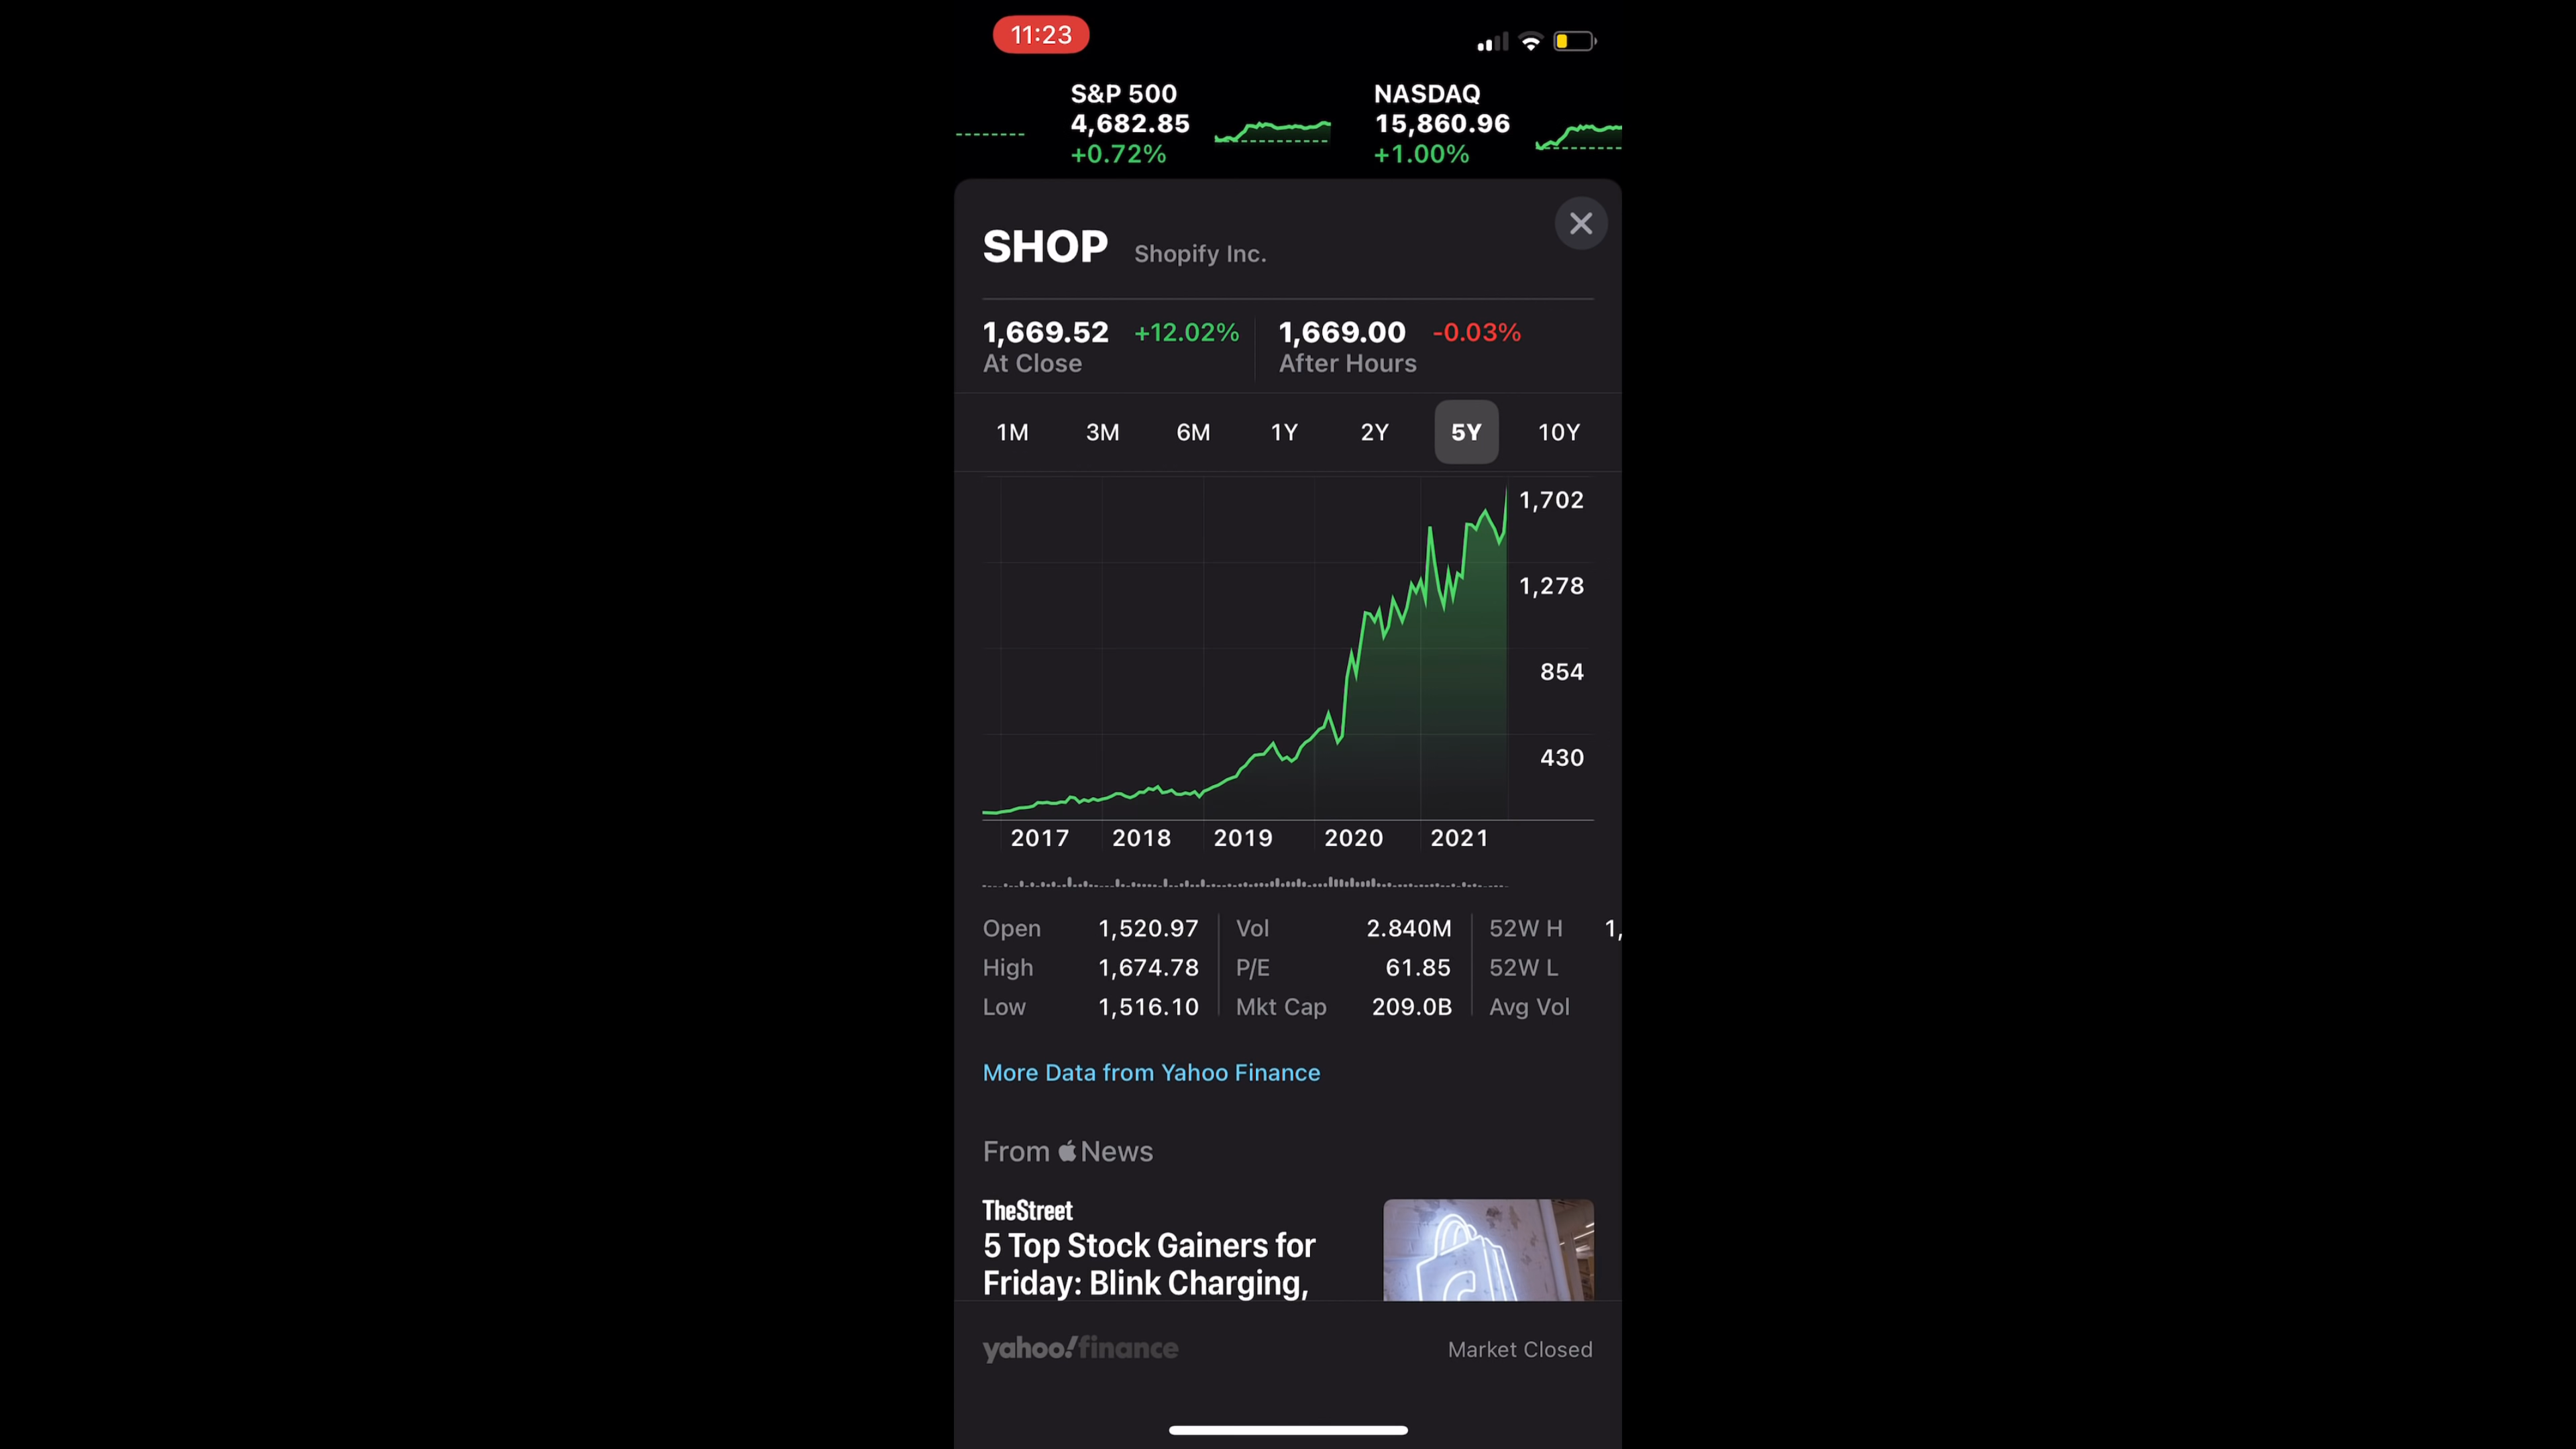 11:23
S&P 500
4,682.85
+0.72%
NASDAQ
15,860.96
+1.00%
SHOP Shopify Inc.
1,669.52 +12.02%
At Close
1,669.00 -0.03%
After Hours
1M 3M 6M 1Y 2Y 5Y 10Y
1,702
1,278
854
430
2017 2018 2019 2020 2021
Open 1,520.97
High 1,674.78
Low 1,516.10
Vol 2.840M
P/E 61.85
Mkt Cap 209.0B
52W H 1,
52W L
Avg Vol
More Data from Yahoo Finance
From News
TheStreet
5 Top Stock Gainers for
Friday: Blink Charging,
yahoo!finance
Market Closed